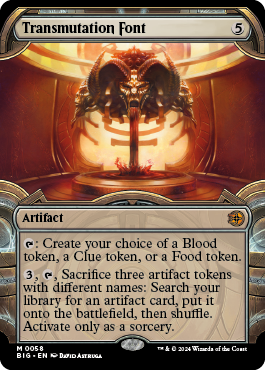 Transmutation Font 5
Artifact
: Create your choice of a Blood
token, a Clue token, or a Food token.
3, , Sacrifice three artifact tokens
with different names: Search your
library for an artifact card, put it
onto the battlefield, then shuffle.
Activate only as a sorcery.
M 0058
BIG • EN DAVID ASTRUGA
™ & © 2024 Wizards of the Coast